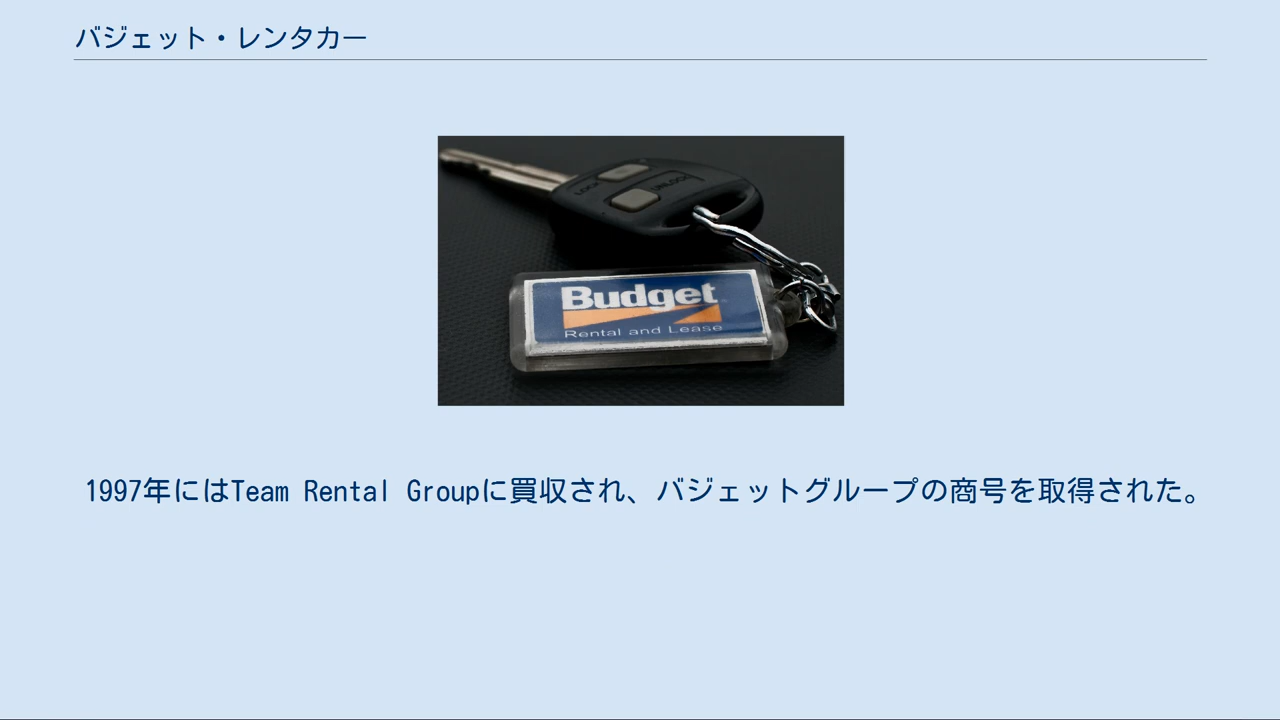 バジェット・レンタカー
LOCK
UNLOCK
Budget
Rental and Lease
1997年にはTeam Rental Groupに買収され、バジェットグループの商号を取得された。